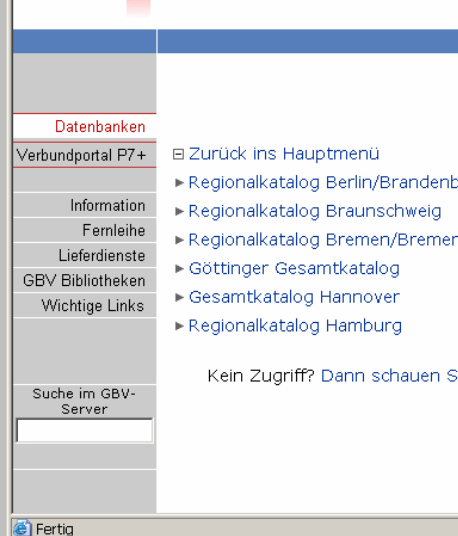 Datenbanken
Verbundportal P7+
Information
Fernleihe
Lieferdienste
GBV Bibliotheken
Wichtige Links
Suche im GBV-
Server
Zurück ins Hauptmenü
Regionalkatalog Berlin/Brandenb
Regionalkatalog Braunschweig
Regionalkatalog Bremen/Bremer
Göttinger Gesamtkatalog
Gesamtkatalog Hannover
Regionalkatalog Hamburg
Kein Zugriff? Dann schauen S
Fertig